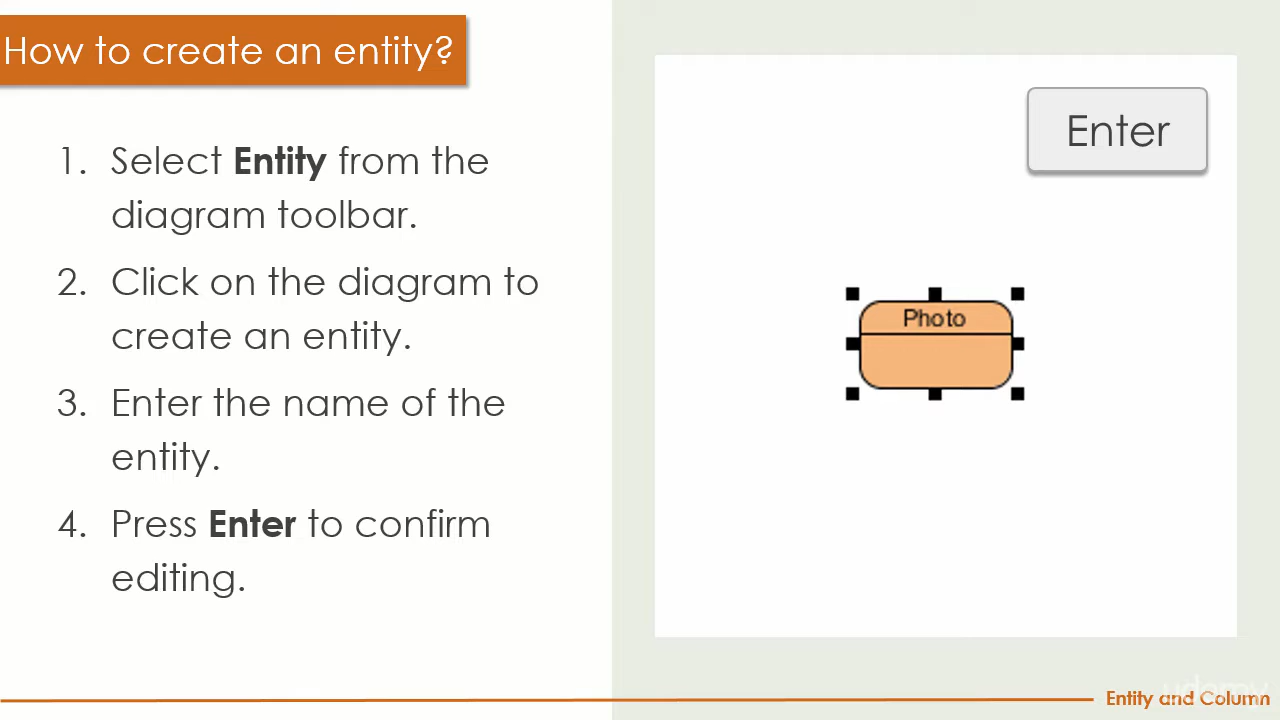 How to create an entity?
1. Select Entity from the
diagram toolbar.
2. Click on the diagram to
create an entity.
3. Enter the name of the
entity.
4. Press Enter to confirm
editing.
Enter
Photo
Entity and Column
udemy